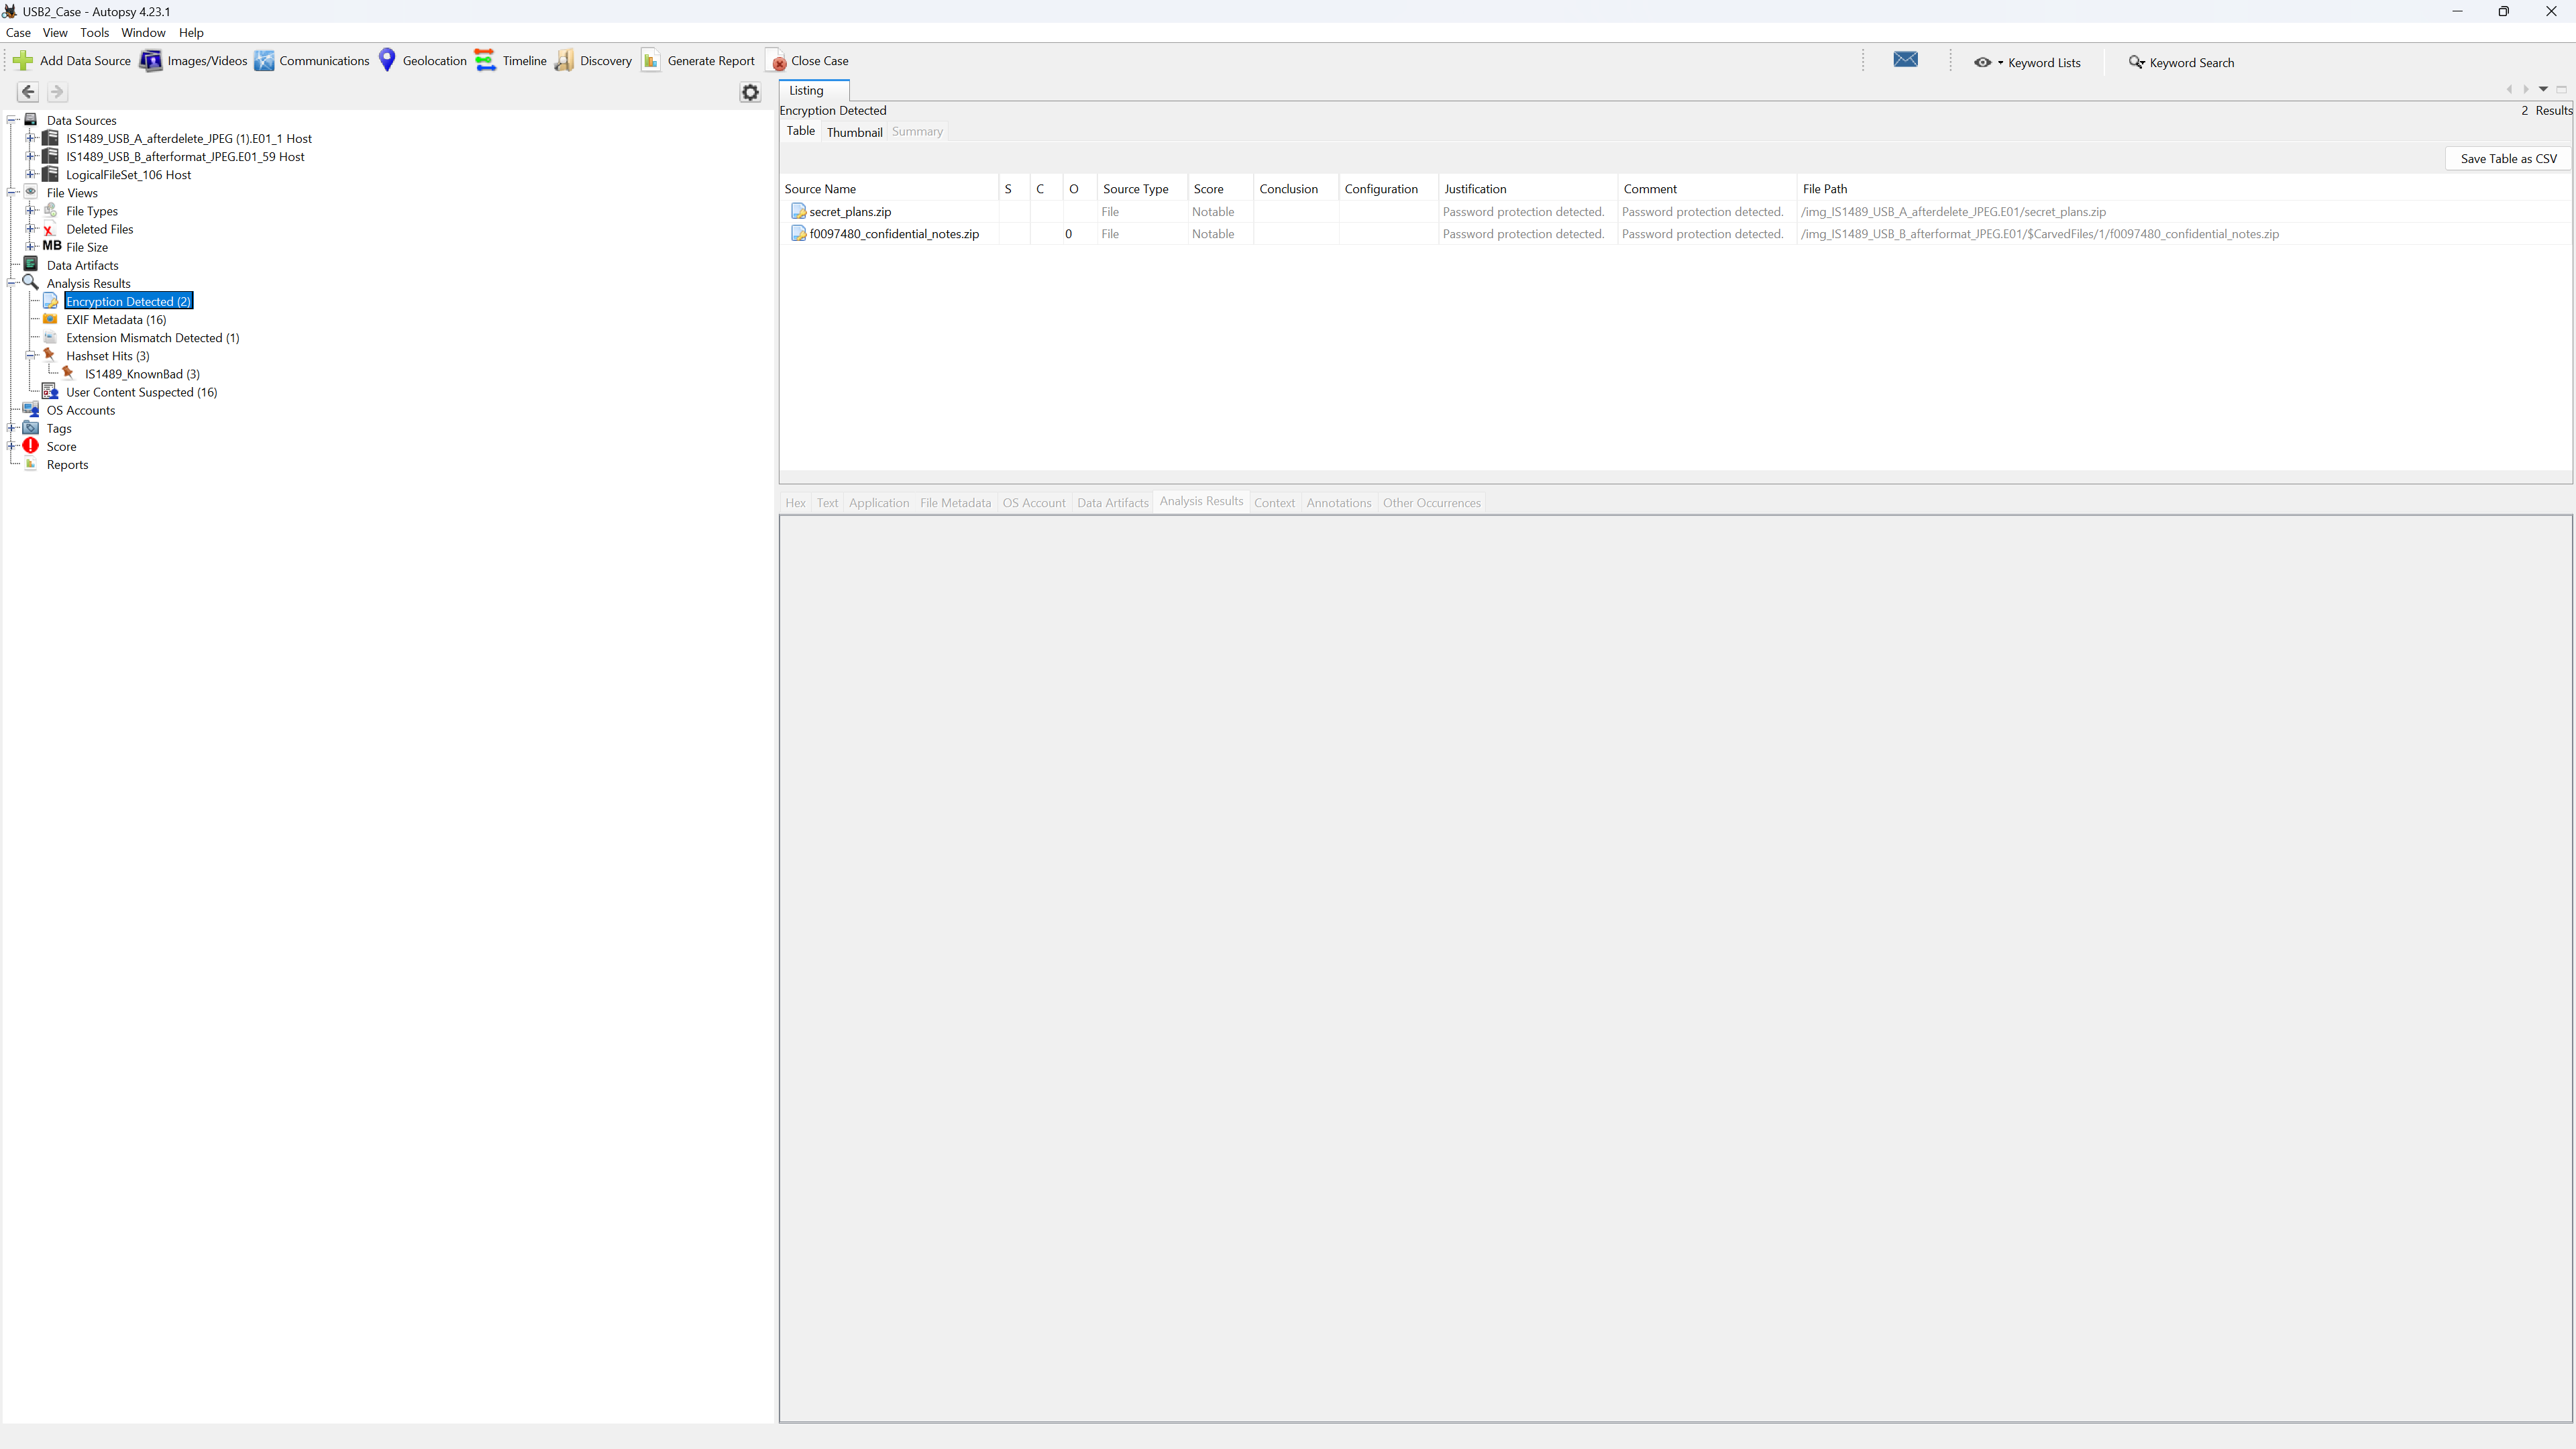 USB2_Case - Autopsy 4.23.1
Case View Tools Window Help
Add Data Source Images/Videos Communications Geolocation Timeline Discovery Generate Report Close Case Keyword Lists Keyword Search
Data Sources
IS1489_USB_A_afterdelete_JPEG (1).E01_1 Host
IS1489_USB_B_afterformat_JPEG.E01_59 Host
LogicalFileSet_106 Host
File Views
File Types
Deleted Files
MB File Size
Data Artifacts
Analysis Results
Encryption Detected (2)
EXIF Metadata (16)
Extension Mismatch Detected (1)
Hashset Hits (3)
IS1489_KnownBad (3)
User Content Suspected (16)
OS Accounts
Tags
Score
Reports
Listing
Encryption Detected 2 Results
Table Thumbnail Summary
Save Table as CSV
Source Name S C O Source Type Score Conclusion Configuration Justification Comment File Path
secret_plans.zip File Notable Password protection detected. Password protection detected. /img_IS1489_USB_A_afterdelete_JPEG.E01/secret_plans.zip
f0097480_confidential_notes.zip 0 File Notable Password protection detected. Password protection detected. /img_IS1489_USB_B_afterformat_JPEG.E01/$CarvedFiles/1/f0097480_confidential_notes.zip
Hex Text Application File Metadata OS Account Data Artifacts Analysis Results Context Annotations Other Occurrences